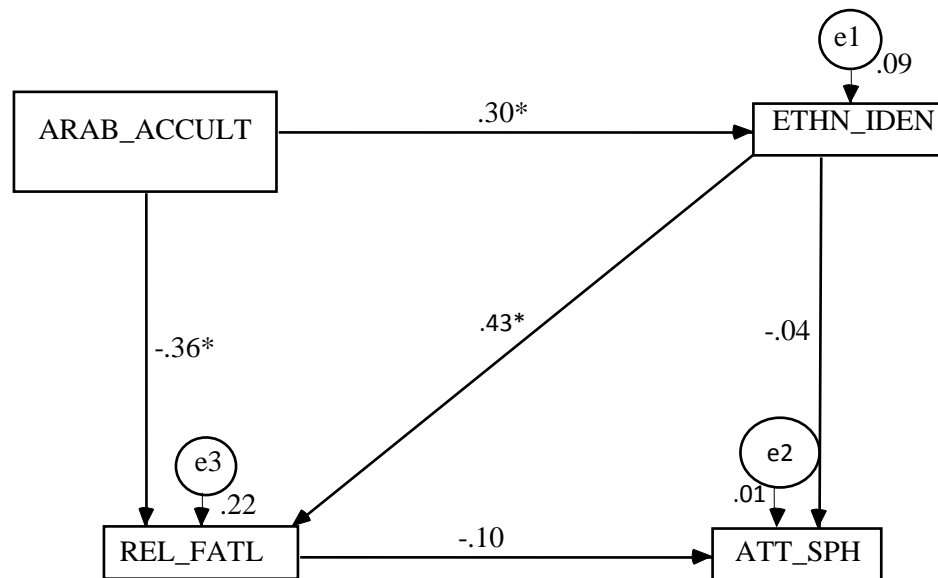 e1
.09
ARAB_ACCULT
.30*
ETHN_IDEN
.43*
-.04
-.36*
e3
.22
e2
.01
REL_FATL
-.10
ATT_SPH